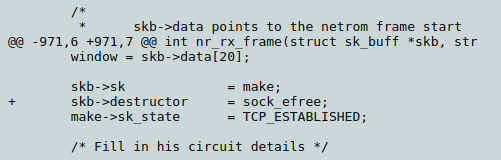 /*
 *      skb->data points to the netrom frame start
@@ -971,6 +971,7 @@ int nr_rx_frame(struct sk_buff *skb, str
window = skb->data[20];
skb->sk             = make;
+       skb->destructor     = sock_efree;
make->sk_state      = TCP_ESTABLISHED;
/* Fill in his circuit details */